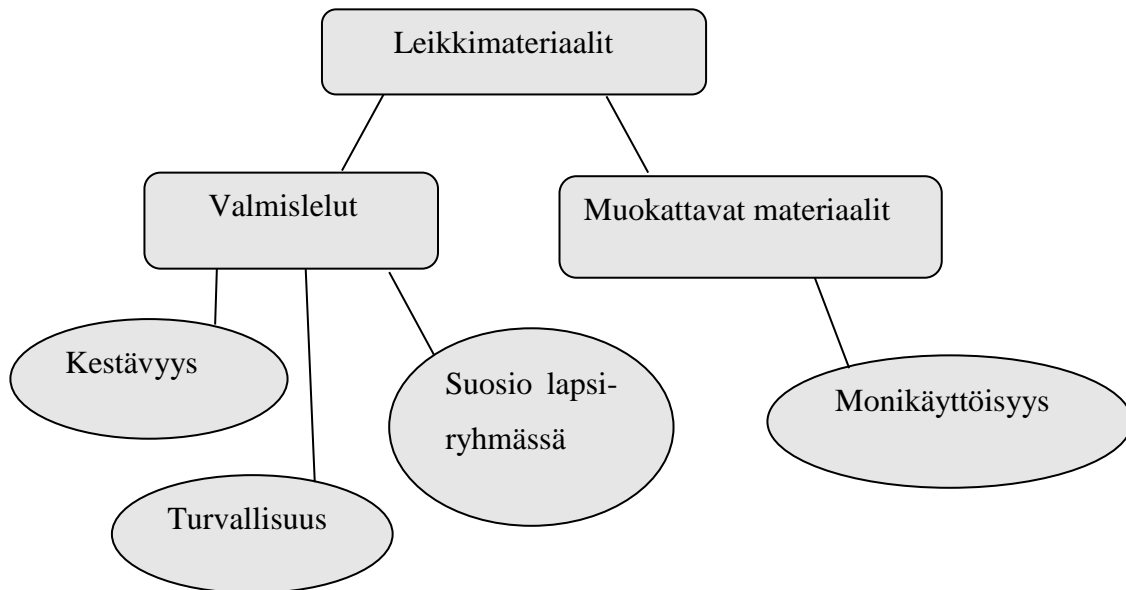 Leikkimateriaalit
Valmislelut
Muokattavat materiaalit
Kestävyys
Suosio lapsi-
ryhmässä
Monikäyttöisyys
Turvallisuus